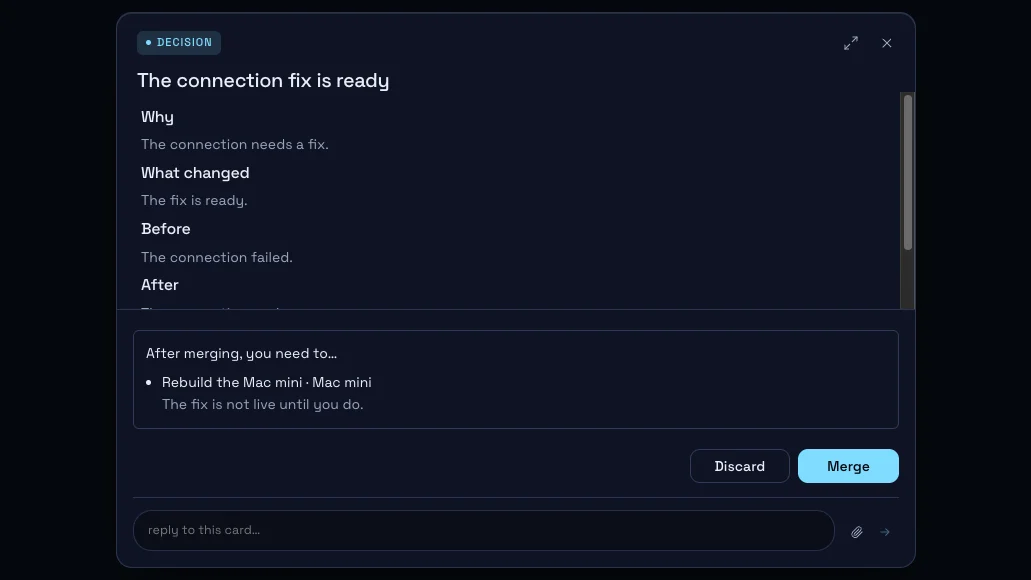 DECISION
The connection fix is ready
Why
The connection needs a fix.
What changed
The fix is ready.
Before
The connection failed.
After
After merging, you need to…
• Rebuild the Mac mini · Mac mini
The fix is not live until you do.
Discard
Merge
reply to this card…